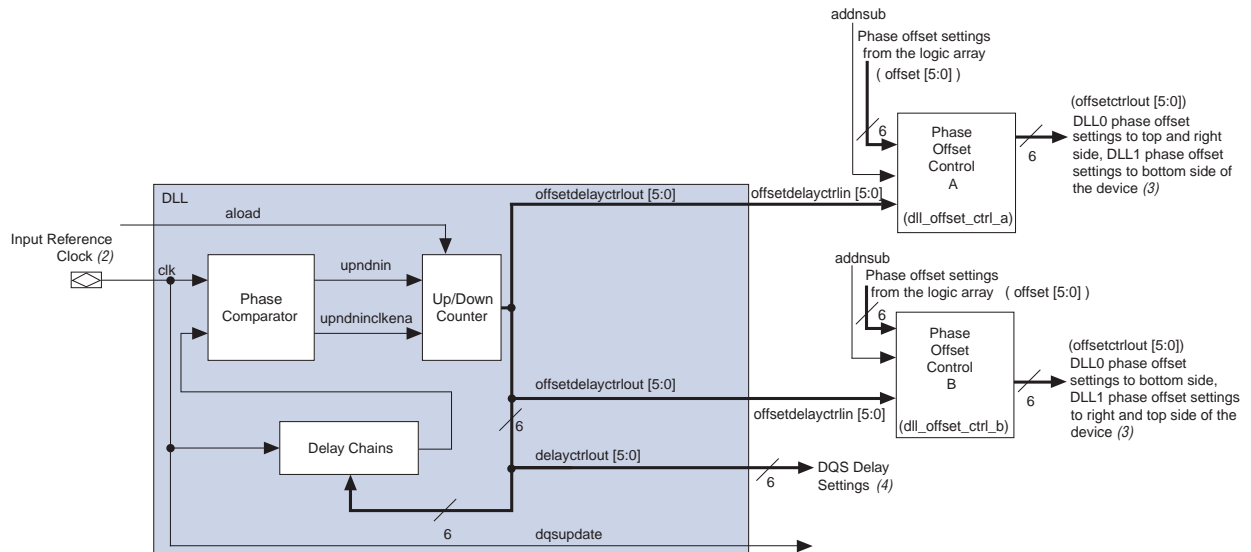 addnsub
Phase offset settings
from the logic array
( offset [5:0] )
6
Phase
Offset
Control
A
(dll_offset_ctrl_a)
6
(offsetctrlout [5:0])
DLL0 phase offset
settings to top and right
side, DLL1 phase offset
settings to bottom side of
the device (3)
DLL
aload
offsetdelayctrlout [5:0]
offsetdelayctrlin [5:0]
Input Reference
Clock (2)
clk
upndnin
Phase
Comparator
upndninclkena
Up/Down
Counter
addnsub
Phase offset settings
from the logic array ( offset [5:0] )
6
Phase
Offset
Control
B
(dll_offset_ctrl_b)
6
(offsetctrlout [5:0])
DLL0 phase offset
settings to bottom side,
DLL1 phase offset settings
to right and top side of the
device (3)
offsetdelayctrlout [5:0]
offsetdelayctrlin [5:0]
6
Delay Chains
delayctrlout [5:0]
6
DQS Delay
Settings (4)
6
dqsupdate